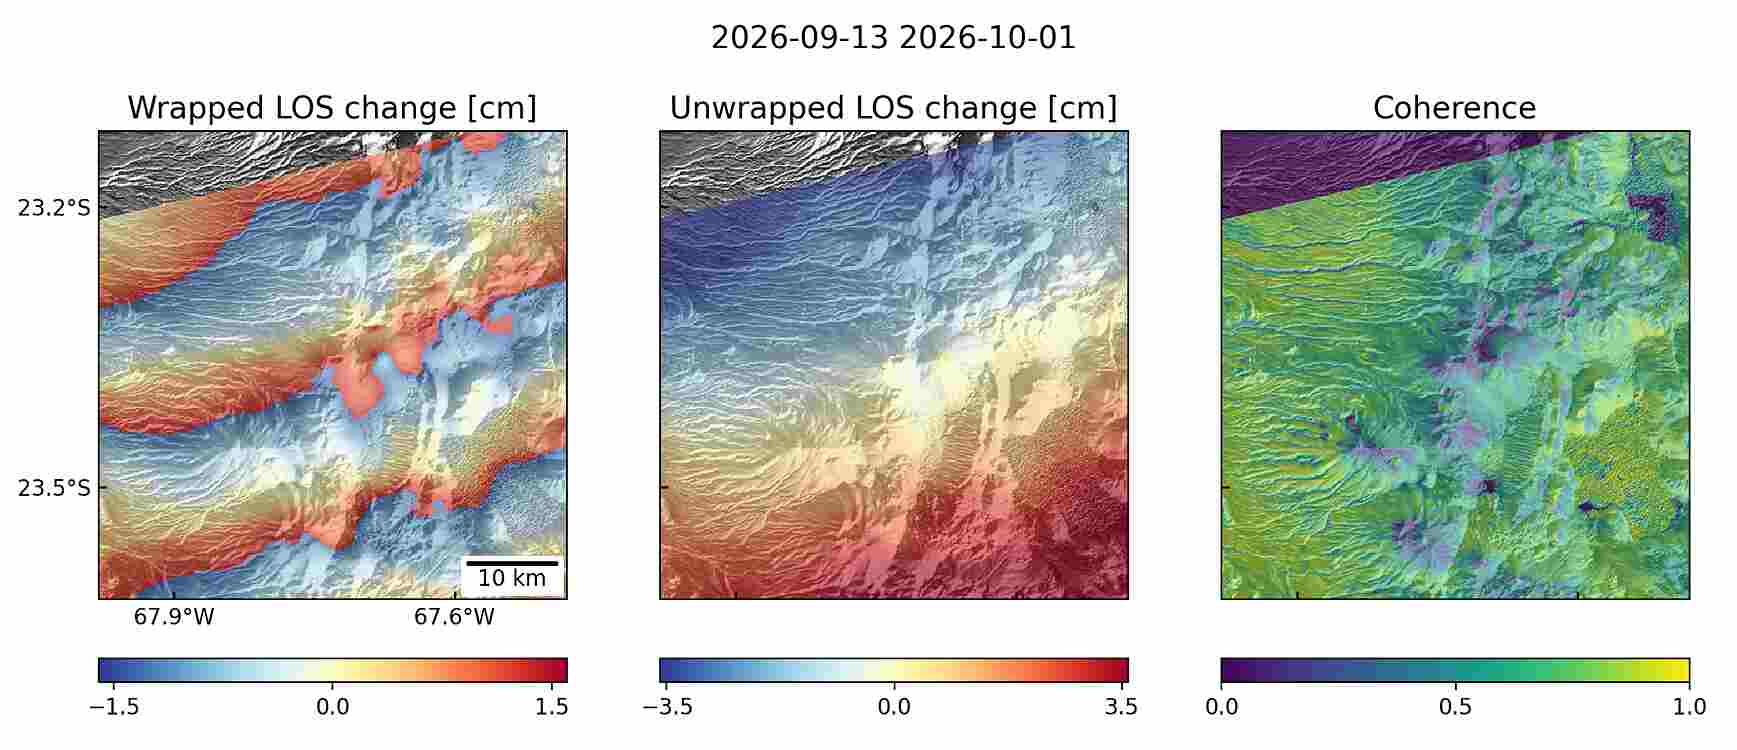 2026-09-13 2026-10-01
Wrapped LOS change [cm]
Unwrapped LOS change [cm]
Coherence
23.2°S
23.5°S
10 km
67.9°W
67.6°W
−1.5
0.0
1.5
−3.5
0.0
3.5
0.0
0.5
1.0